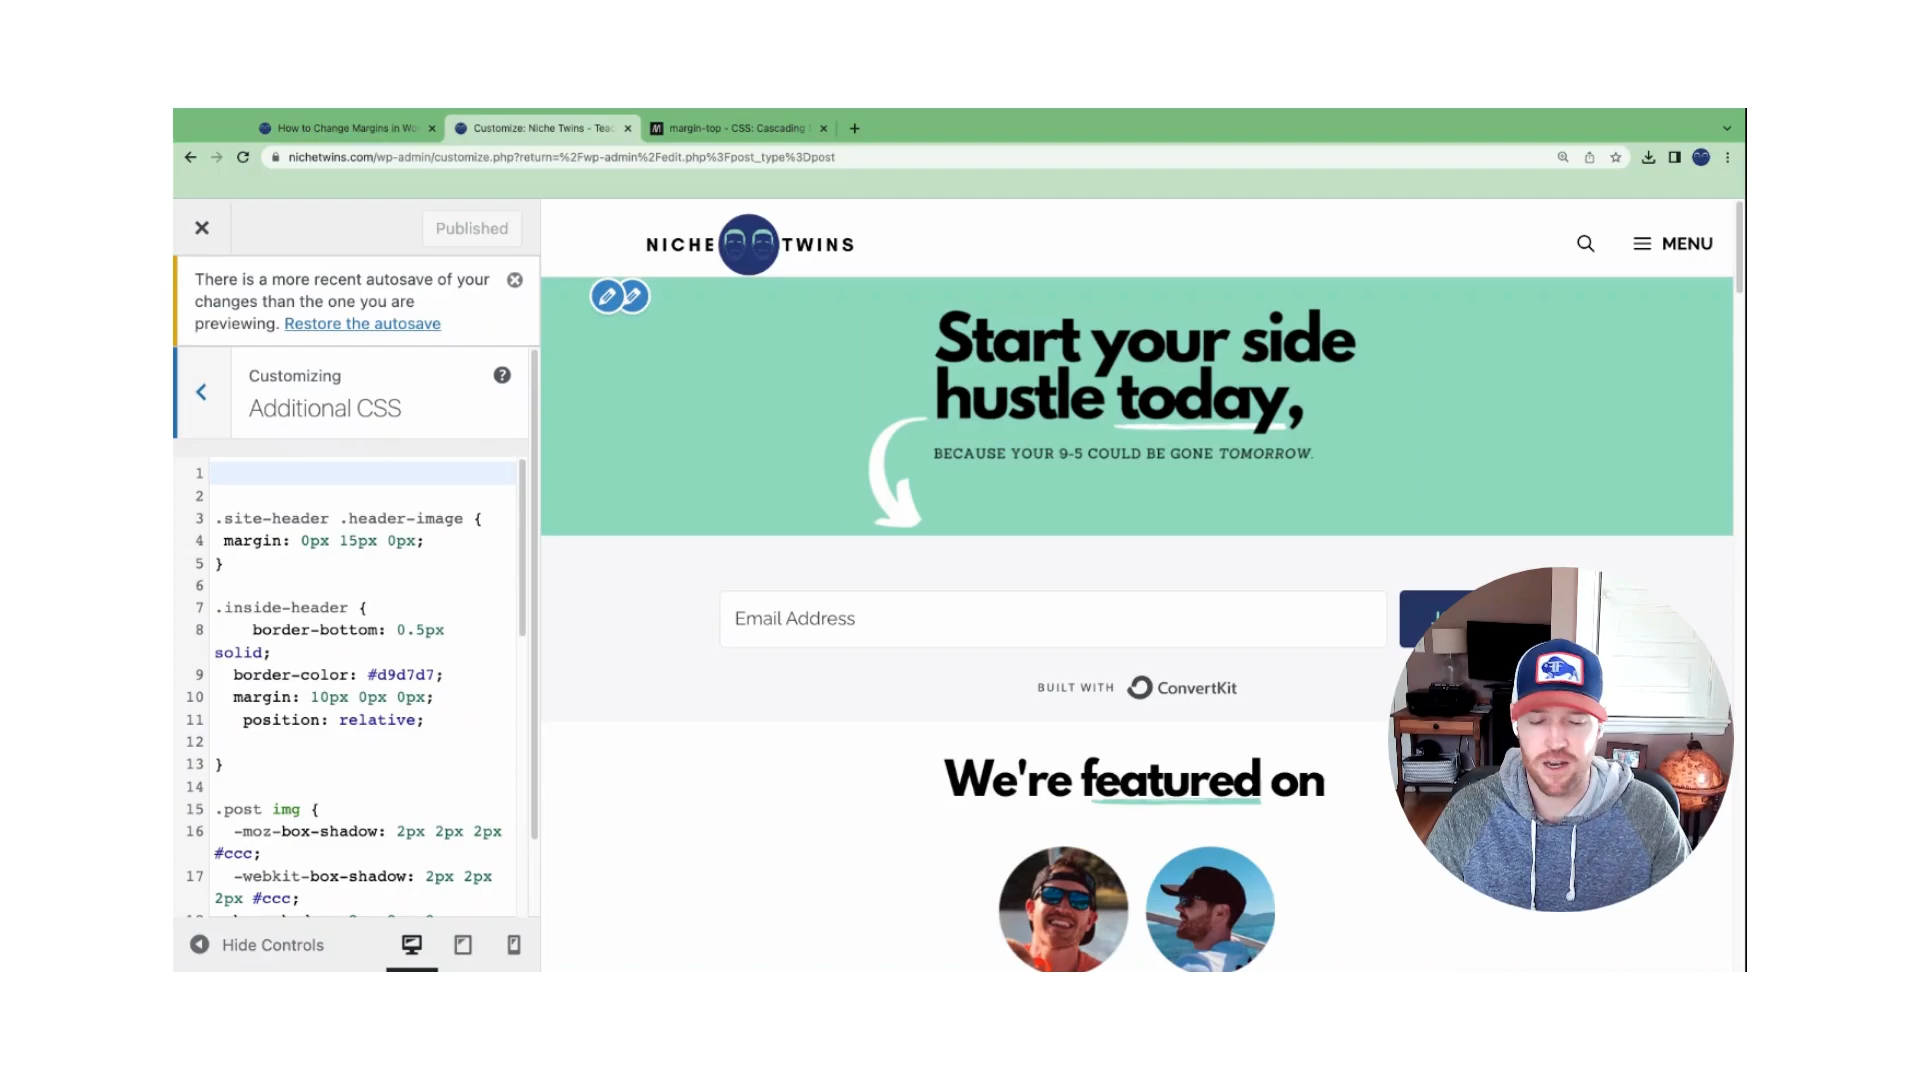 How to Change Margins in Wo
Customize: Niche Twins - Teac
margin-top - CSS: Cascading
nichetwins.com/wp-admin/customize.php?return=%2Fwp-admin%2Fedit.php%3Fpost_type%3Dpost
Published
There is a more recent autosave of your
changes than the one you are
previewing. Restore the autosave
Customizing
Additional CSS
1
2
3 .site-header .header-image {
4 margin: 0px 15px 0px;
5 }
6
7 .inside-header {
8 border-bottom: 0.5px
solid;
9 border-color: #d9d7d7;
10 margin: 10px 0px 0px;
11 position: relative;
12
13 }
14
15 .post img {
16 -moz-box-shadow: 2px 2px 2px
#ccc;
17 -webkit-box-shadow: 2px 2px
2px #ccc;
Hide Controls
NICHE TWINS
MENU
Start your side
hustle today,
BECAUSE YOUR 9-5 COULD BE GONE TOMORROW.
Email Address
BUILT WITH ConvertKit
We're featured on